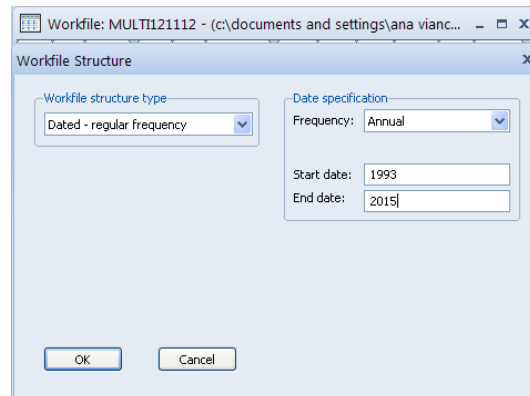 Workfile: MULTI121112 - (c:\documents and settings\ana vianc...
Workfile Structure
Workfile structure type
Dated - regular frequency
Date specification
Frequency: Annual
Start date: 1993
End date: 2015
OK Cancel